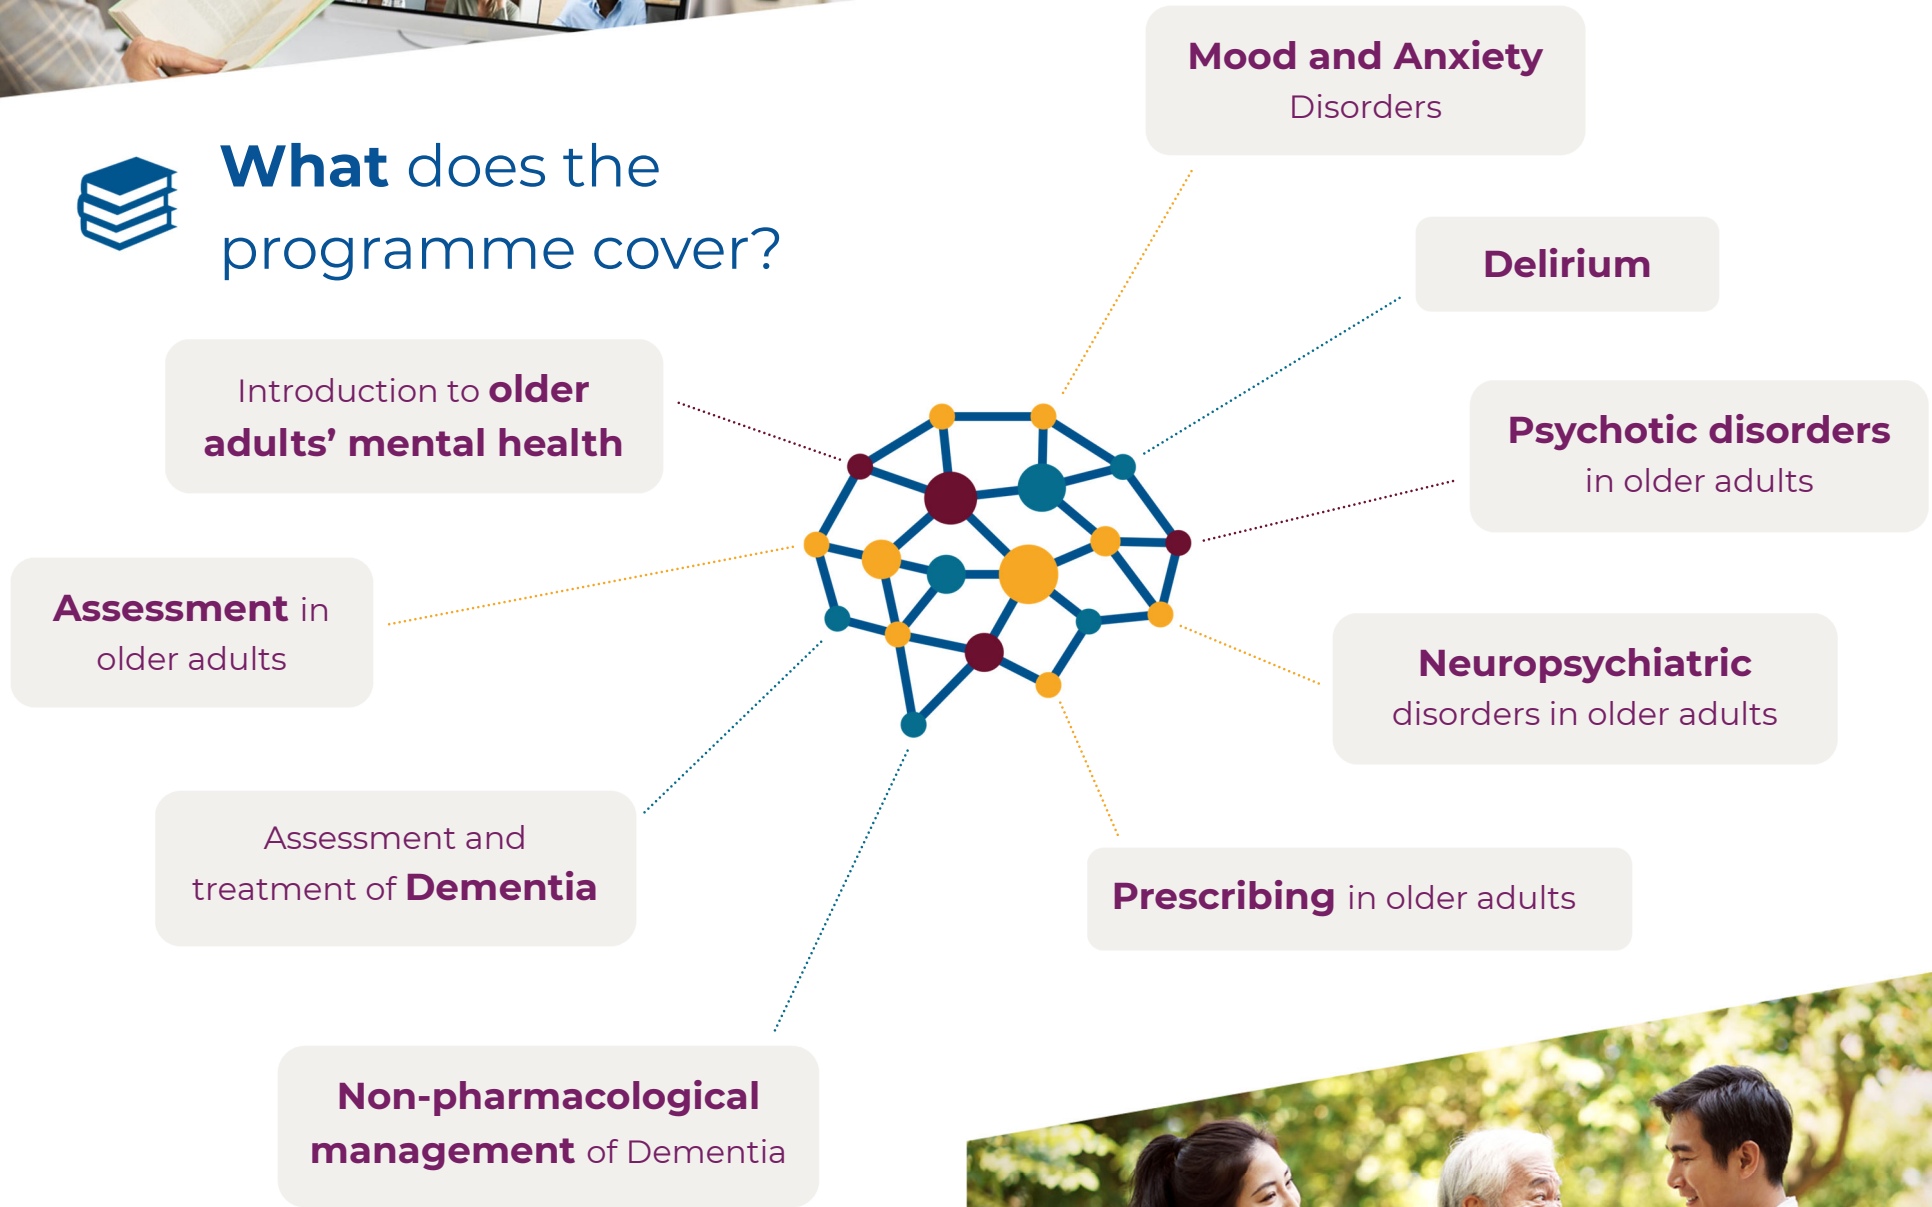 What does the
programme cover?
Introduction to older
adults’ mental health
Assessment in
older adults
Assessment and
treatment of Dementia
Non-pharmacological
management of Dementia
Mood and Anxiety
Disorders
Delirium
Psychotic disorders
in older adults
Neuropsychiatric
disorders in older adults
Prescribing in older adults